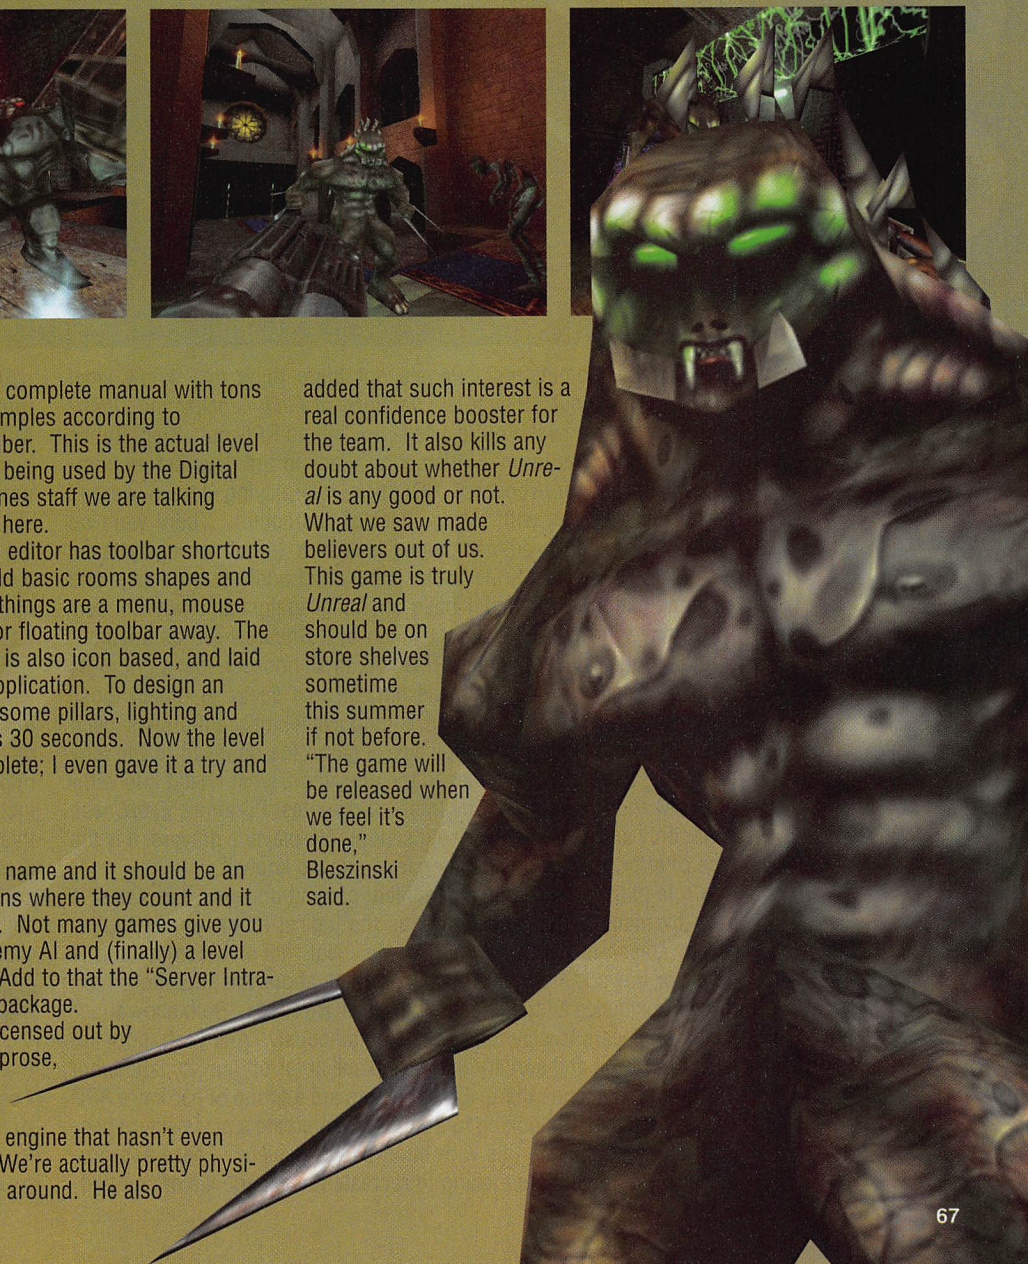 complete manual with tons
mples according to
ber. This is the actual level
being used by the Digital
nes staff we are talking
here.
editor has toolbar shortcuts
ld basic rooms shapes and
things are a menu, mouse
or floating toolbar away. The
is also icon based, and laid
pplication. To design an
some pillars, lighting and
s 30 seconds. Now the level
plete; I even gave it a try and
name and it should be an
ns where they count and it
. Not many games give you
emy AI and (finally) a level
Add to that the “Server Intra-
package.
censed out by
prose,
engine that hasn't even
We're actually pretty physi-
around. He also
added that such interest is a
real confidence booster for
the team. It also kills any
doubt about whether Unre-
al is any good or not.
What we saw made
believers out of us.
This game is truly
Unreal and
should be on
store shelves
sometime
this summer
if not before.
“The game will
be released when
we feel it's
done,”
Bleszinski
said.
67